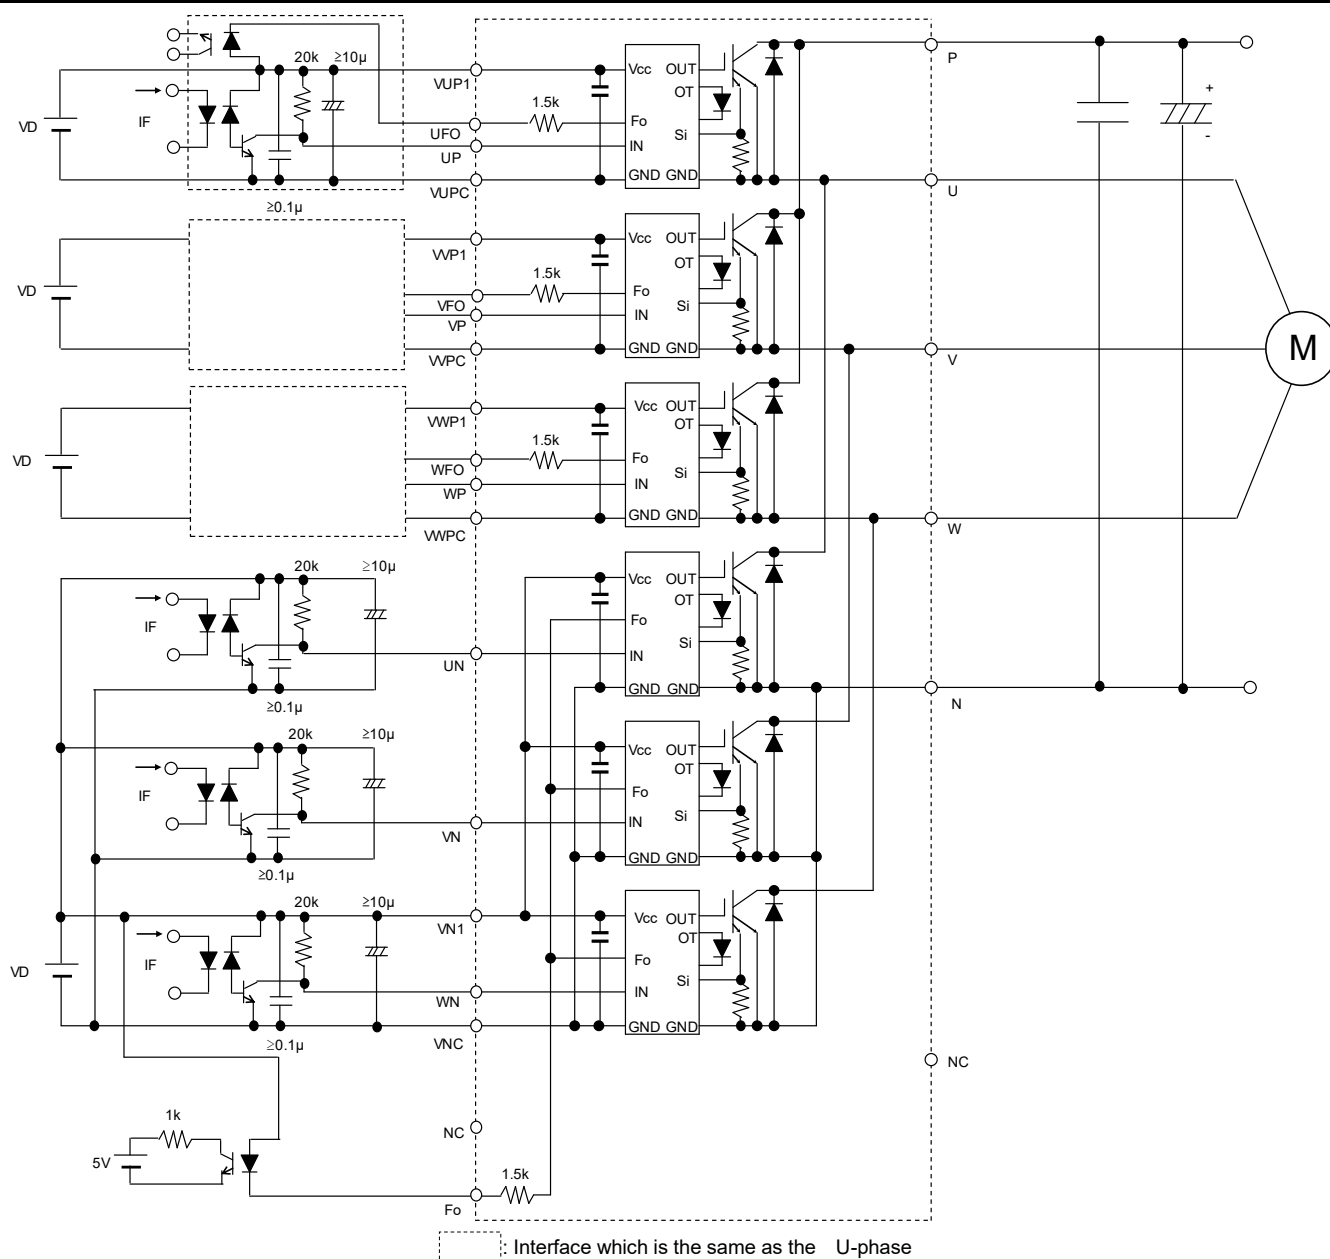 20k ≥10µ
VD
IF
VUP1
UFO
UP
VUPC
≥0.1µ
1.5k
Vcc OUT
OT
Fo
Si
IN
GND GND
P
+
-
U
VD
VVP1
VFO
VP
VVPC
1.5k
Vcc OUT
OT
Fo
Si
IN
GND GND
V
M
VD
VWP1
WFO
WP
VWPC
1.5k
Vcc OUT
OT
Fo
Si
IN
GND GND
W
20k ≥10µ
IF
≥0.1µ
UN
Vcc OUT
OT
Fo
Si
IN
GND GND
N
20k ≥10µ
IF
≥0.1µ
VN
Vcc OUT
OT
Fo
Si
IN
GND GND
20k ≥10µ
VD
IF
≥0.1µ
VN1
WN
VNC
Vcc OUT
OT
Fo
Si
IN
GND GND
NC
1k
5V
NC
1.5k
Fo
: Interface which is the same as the U-phase